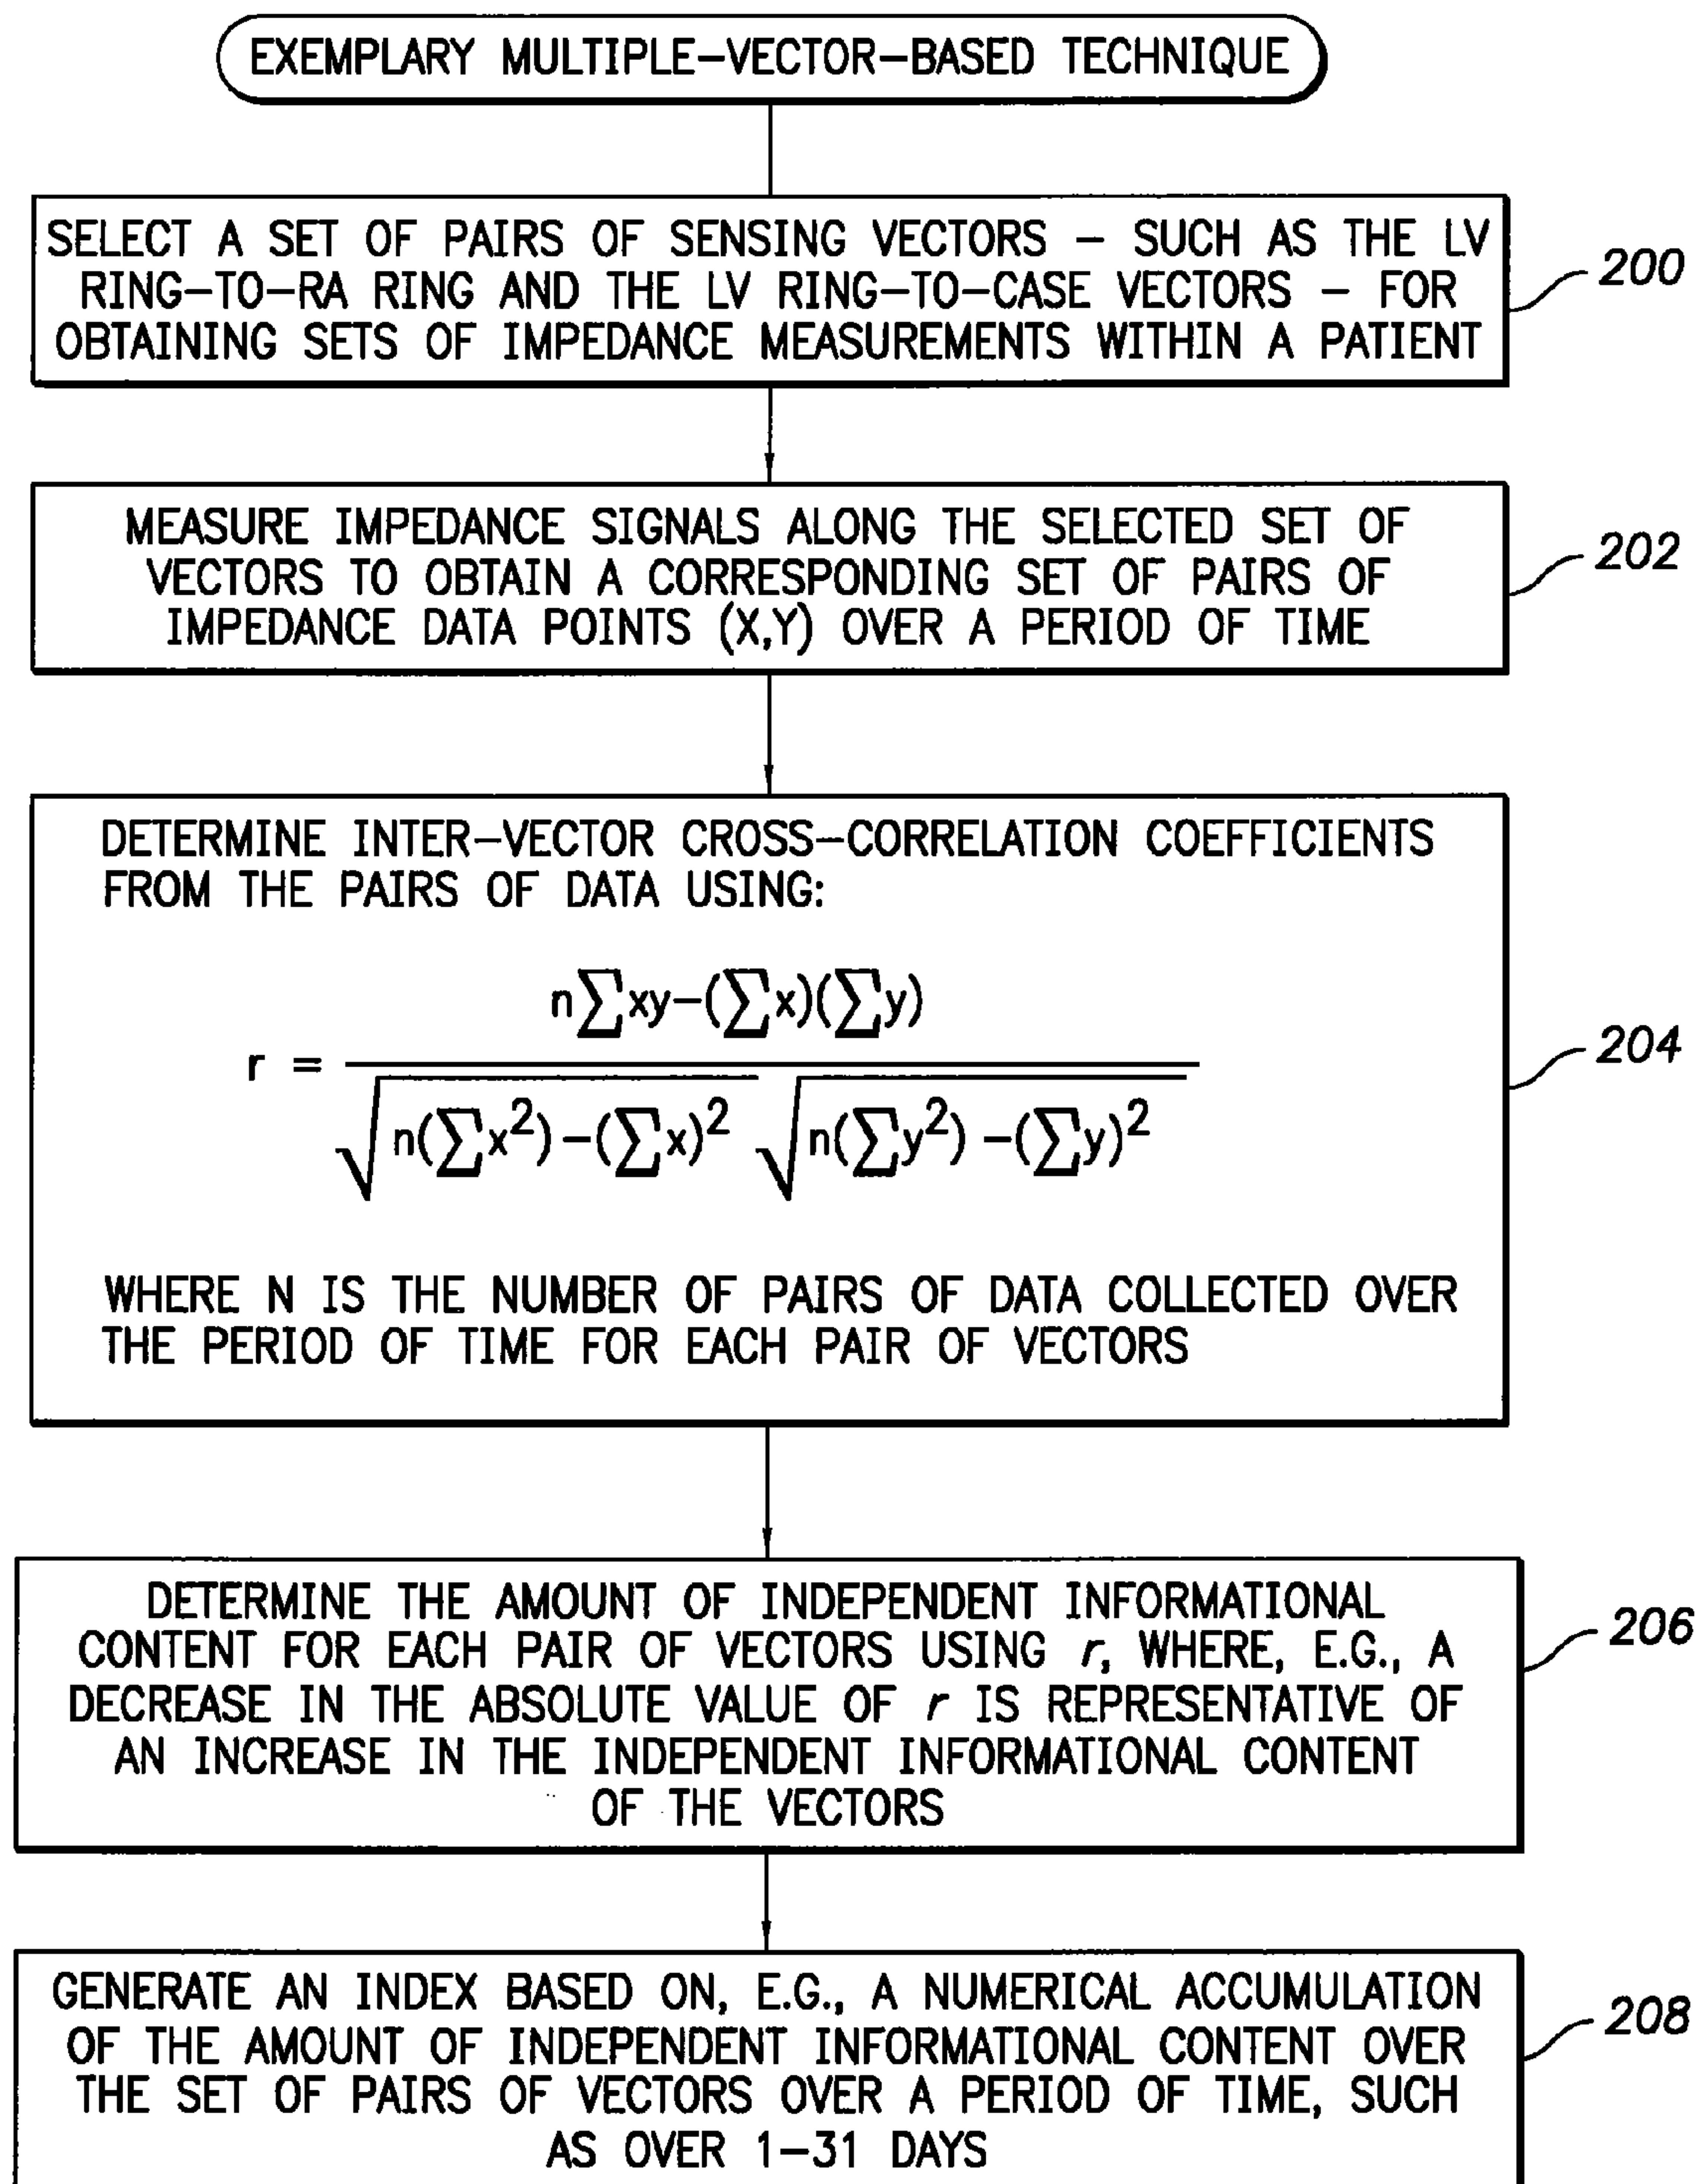 EXEMPLARY MULTIPLE–VECTOR–BASED TECHNIQUE
SELECT A SET OF PAIRS OF SENSING VECTORS – SUCH AS THE LV
RING–TO–RA RING AND THE LV RING–TO–CASE VECTORS – FOR
OBTAINING SETS OF IMPEDANCE MEASUREMENTS WITHIN A PATIENT
200
MEASURE IMPEDANCE SIGNALS ALONG THE SELECTED SET OF
VECTORS TO OBTAIN A CORRESPONDING SET OF PAIRS OF
IMPEDANCE DATA POINTS (X,Y) OVER A PERIOD OF TIME
202
DETERMINE INTER–VECTOR CROSS–CORRELATION COEFFICIENTS
FROM THE PAIRS OF DATA USING:
n∑xy–(∑x)(∑y)
r =
√n(∑x²)–(∑x)² √n(∑y²) –(∑y)²
204
WHERE N IS THE NUMBER OF PAIRS OF DATA COLLECTED OVER
THE PERIOD OF TIME FOR EACH PAIR OF VECTORS
DETERMINE THE AMOUNT OF INDEPENDENT INFORMATIONAL
CONTENT FOR EACH PAIR OF VECTORS USING r, WHERE, E.G., A
DECREASE IN THE ABSOLUTE VALUE OF r IS REPRESENTATIVE OF
AN INCREASE IN THE INDEPENDENT INFORMATIONAL CONTENT
OF THE VECTORS
206
GENERATE AN INDEX BASED ON, E.G., A NUMERICAL ACCUMULATION
OF THE AMOUNT OF INDEPENDENT INFORMATIONAL CONTENT OVER
THE SET OF PAIRS OF VECTORS OVER A PERIOD OF TIME, SUCH
AS OVER 1–31 DAYS
208